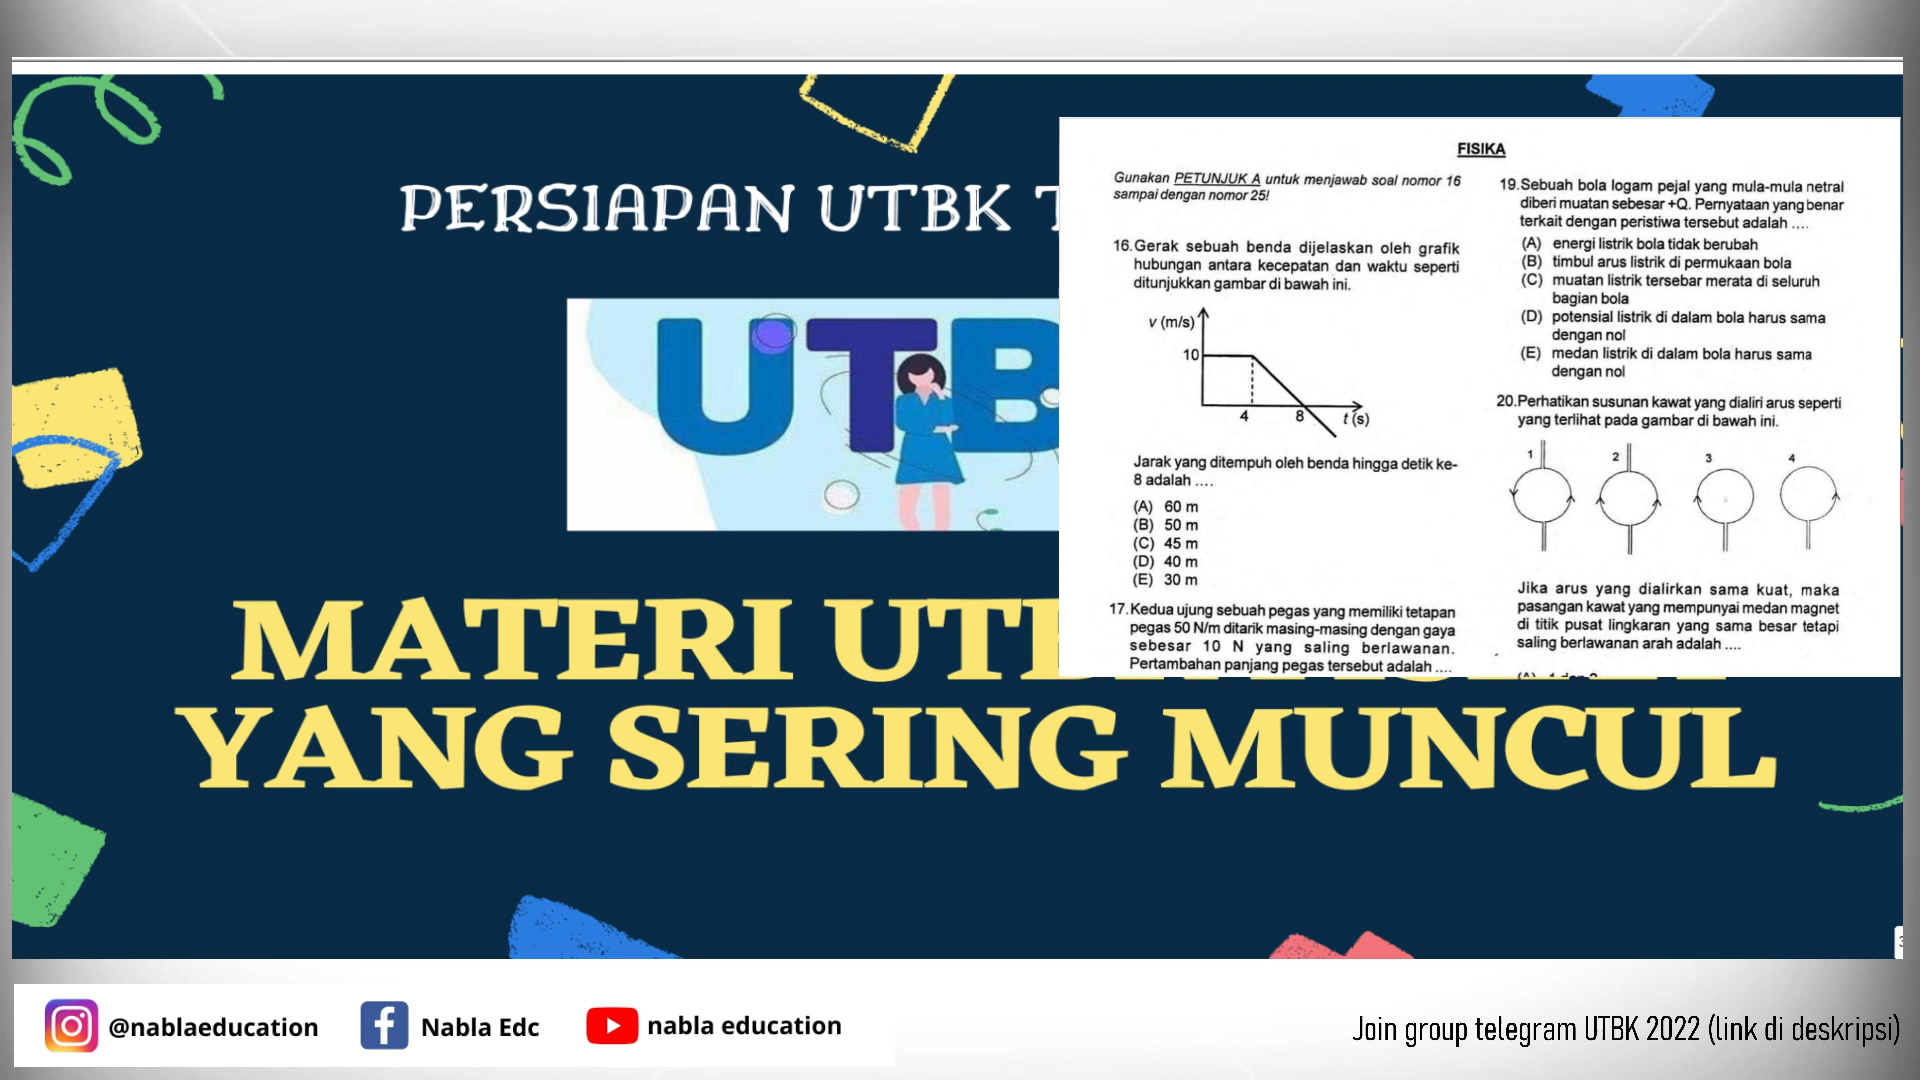 PERSIAPAN UTBK
UTB
MATERI
YANG SERING MUNCUL
FISIKA
Gunakan PETUNJUK A untuk menjawab soal nomor 16
sampai dengan nomor 25!
16. Gerak sebuah benda dijelaskan oleh grafik
hubungan antara kecepatan dan waktu seperti
ditunjukkan gambar di bawah ini.
v (m/s)
10
4 8 t (s)
Jarak yang ditempuh oleh benda hingga detik ke-
8 adalah ....
(A) 60 m
(B) 50 m
(C) 45 m
(D) 40 m
(E) 30 m
17. Kedua ujung sebuah pegas yang memiliki tetapan
pegas 50 N/m ditarik masing-masing dengan gaya
sebesar 10 N yang saling berlawanan.
Pertambahan panjang pegas tersebut adalah ....
19. Sebuah bola logam pejal yang mula-mula netral
diberi muatan sebesar +Q. Pernyataan yang benar
terkait dengan peristiwa tersebut adalah ....
(A) energi listrik bola tidak berubah
(B) timbul arus listrik di permukaan bola
(C) muatan listrik tersebar merata di seluruh
bagian bola
(D) potensial listrik di dalam bola harus sama
dengan nol
(E) medan listrik di dalam bola harus sama
dengan nol
20. Perhatikan susunan kawat yang dialiri arus seperti
yang terlihat pada gambar di bawah ini.
1 2 3 4
Jika arus yang dialirkan sama kuat, maka
pasangan kawat yang mempunyai medan magnet
di titik pusat lingkaran yang sama besar tetapi
saling berlawanan arah adalah ....
@nablaeducation
Nabla Edc
nabla education
Join group telegram UTBK 2022 (link di deskripsi)